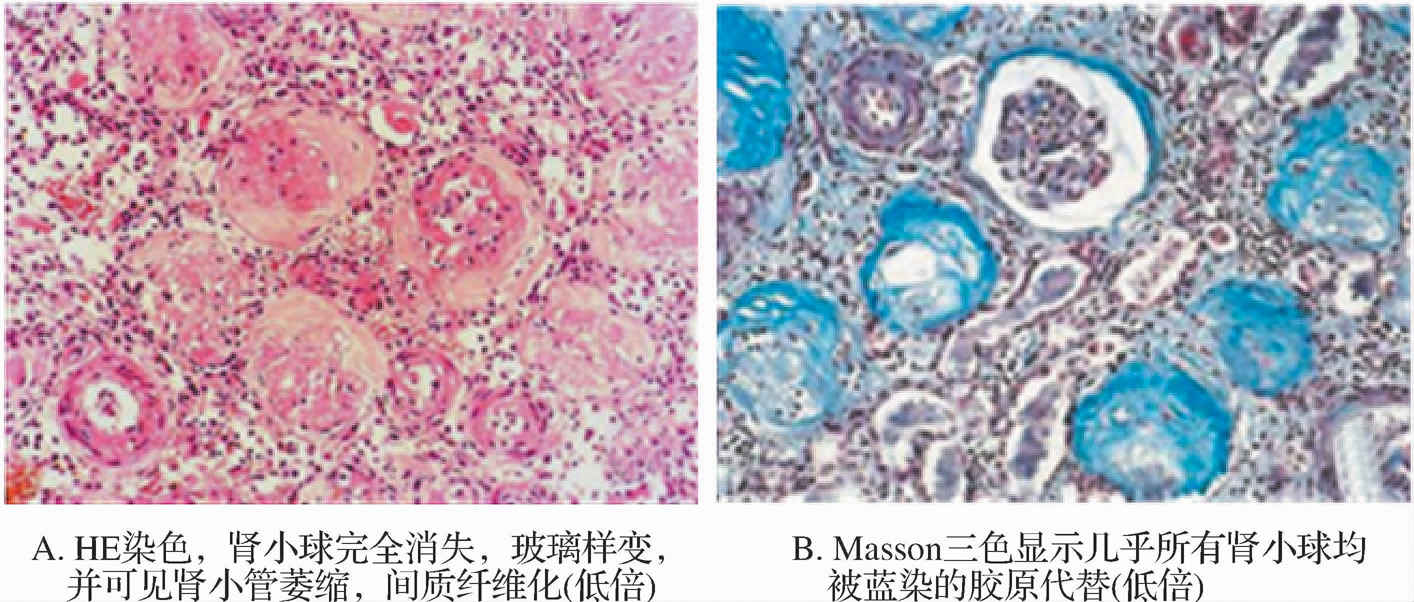 A. HE染色，肾小球完全消失，玻璃样变，
并可见肾小管萎缩，间质纤维化(低倍)
B. Masson三色显示几乎所有肾小球均
被蓝染的胶原代替(低倍)